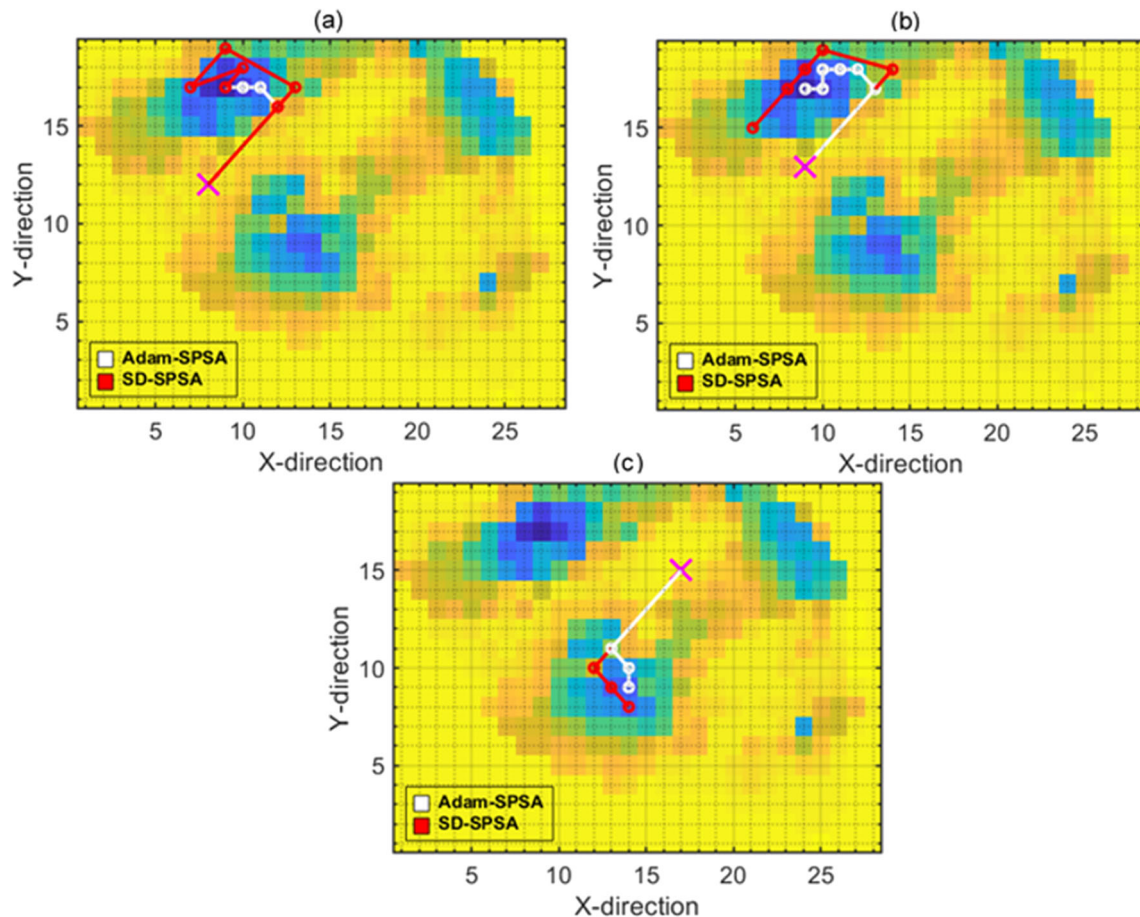 (a)
(b)
Y-direction
15
10
5
Adam-SPSA
SD-SPSA
5 10 15 20 25
X-direction
Y-direction
15
10
5
Adam-SPSA
SD-SPSA
5 10 15 20 25
X-direction
(c)
Y-direction
15
10
5
Adam-SPSA
SD-SPSA
5 10 15 20 25
X-direction